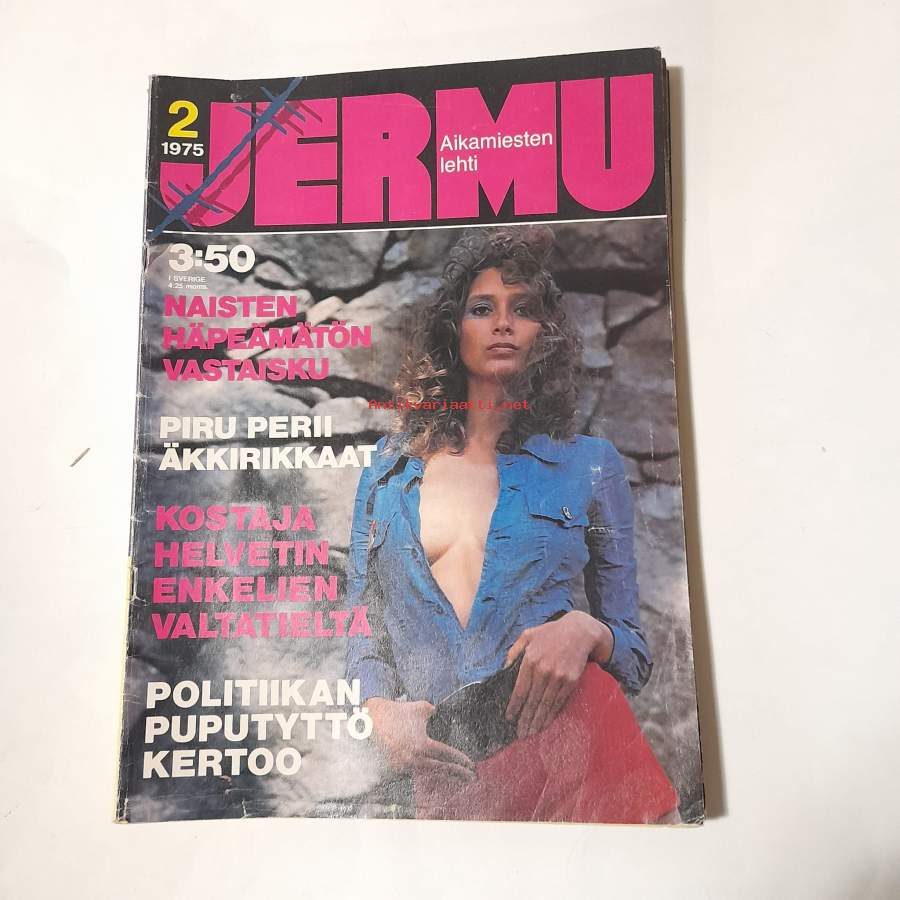 2
1975
JERMU
Aikamiesten
lehti
3:50
I SVERIGE
4:25 moms.
NAISTEN
HÄPEÄMÄTÖN
VASTAISKU
Antikvariaatti.net
PIRU PERII
ÄKKIRIKKAAT
KOSTAJA
HELVETIN
ENKELIEN
VALTATIELTÄ
POLITIIKAN
PUPUTYTTÖ
KERTOO